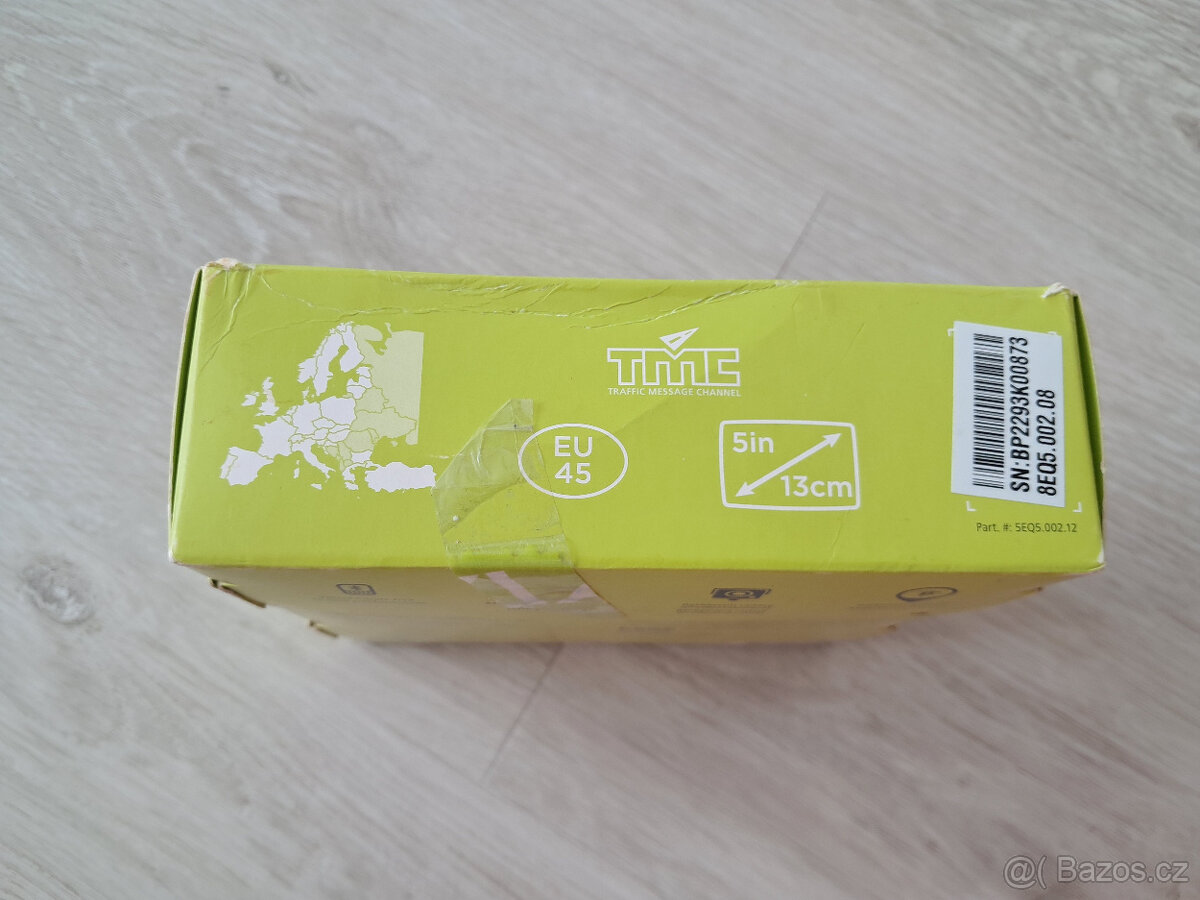 TMC
TRAFFIC MESSAGE CHANNEL
EU
45
5in
13cm
SN:BP2293K00873
8EQ5.002.08
Part. #: 5EQ5.002.12
@( Bazos.cz